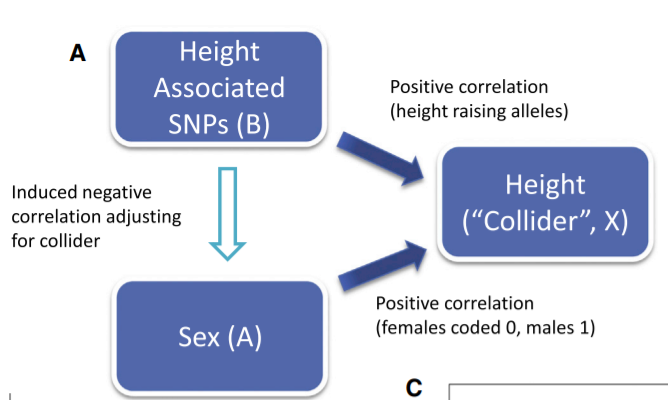 A
Height
Associated
SNPs (B)
Positive correlation
(height raising alleles)
Induced negative
correlation adjusting
for collider
Height
(“Collider”, X)
Sex (A)
Positive correlation
(females coded 0, males 1)
C